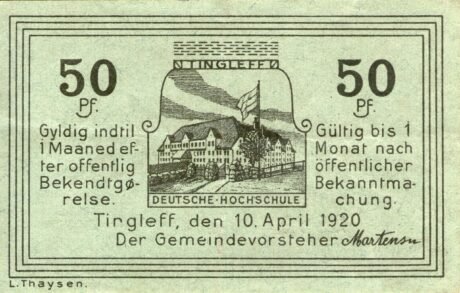 TINGLEFF
50 Pf.
Gyldig indtil
1 Maaned ef-
ter offentlig
Bekendtgø-
relse.
DEUTSCHE-HOCHSCHULE
50 Pf.
Gültig bis 1
Monat nach
öffentlicher
Bekanntma-
chung.
Tingleff, den 10. April 1920
Der Gemeindevorsteher Martensen
L.Thaysen.